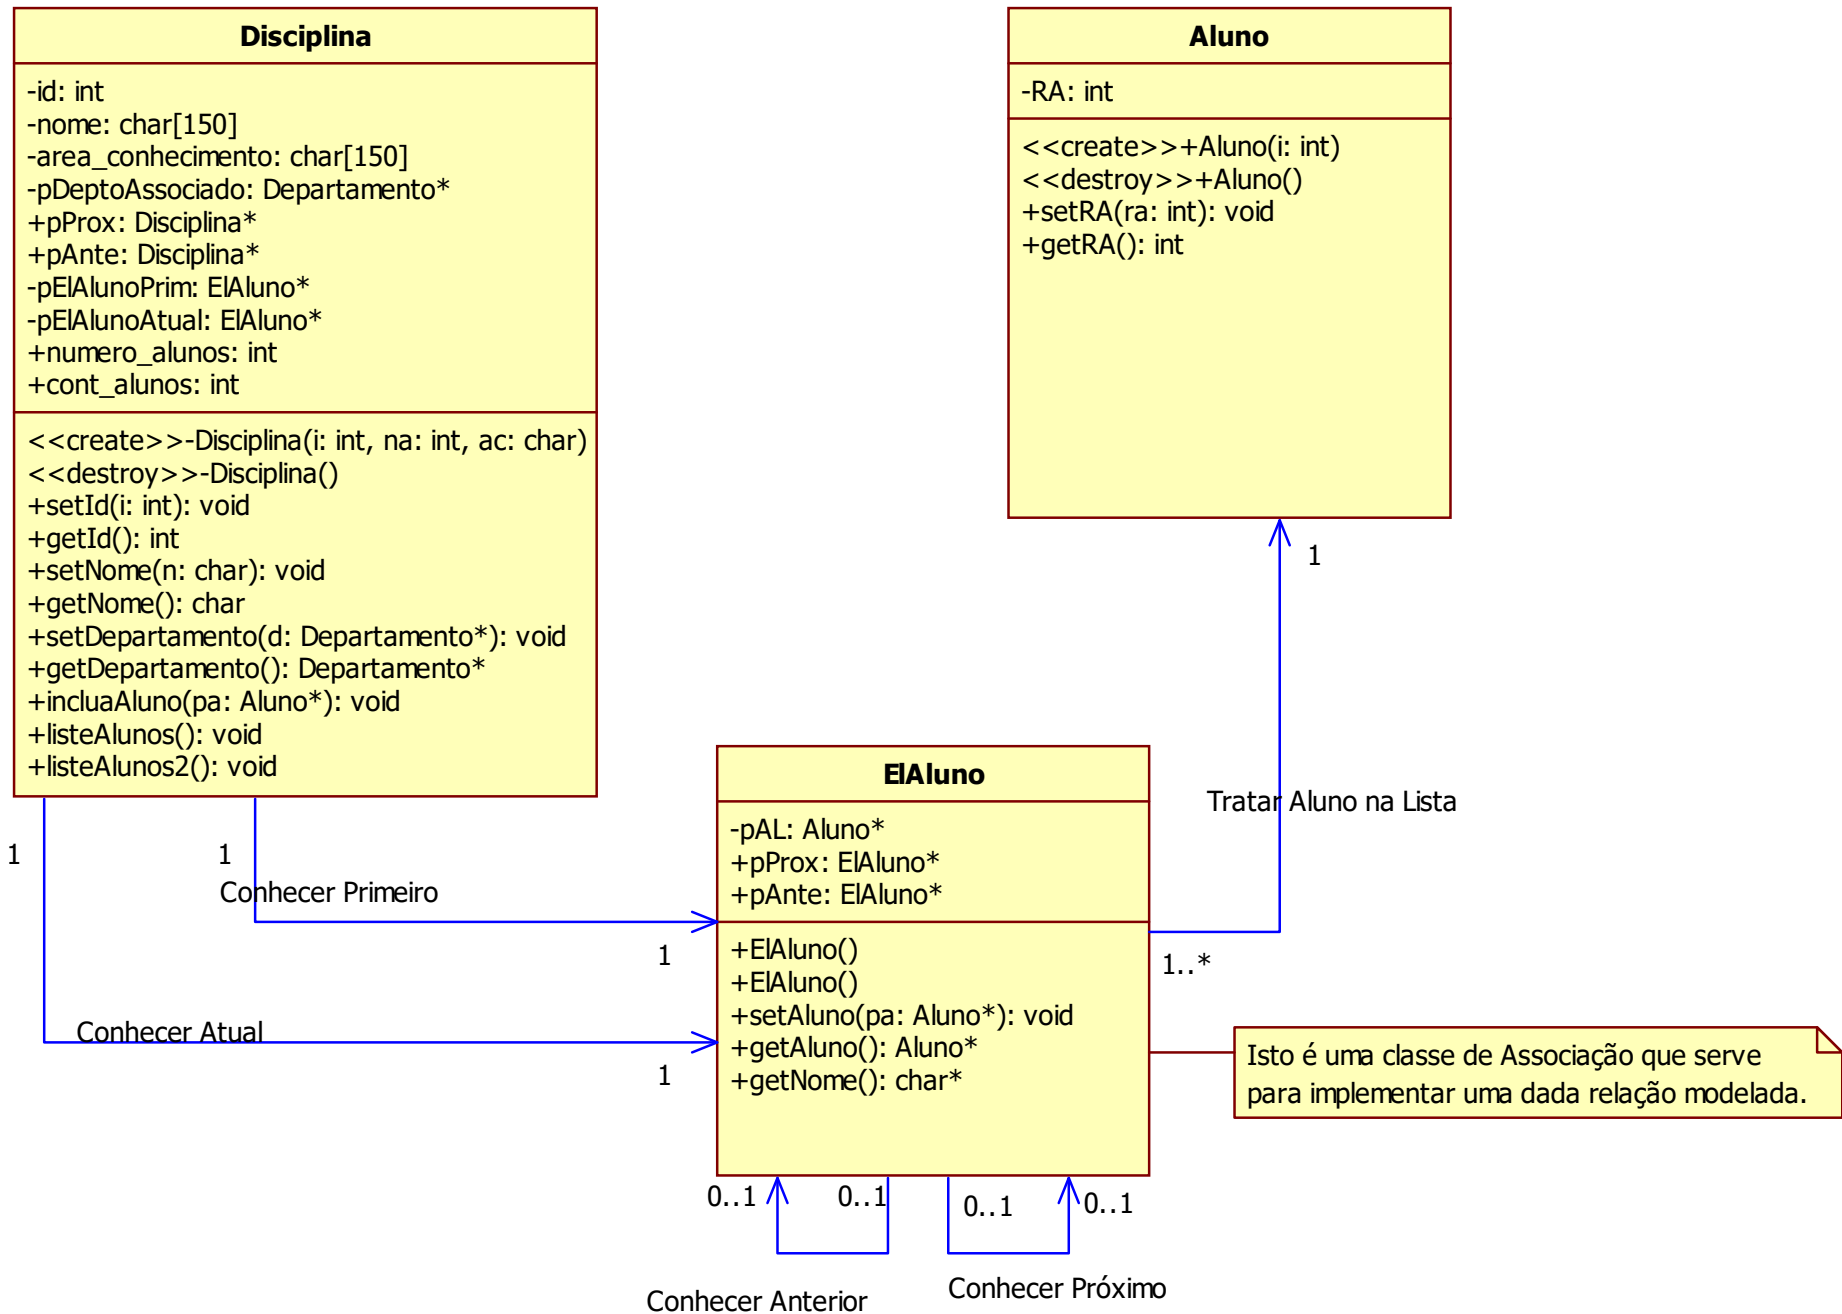 Disciplina
-id: int
-nome: char[150]
-area_conhecimento: char[150]
-pDeptoAssociado: Departamento*
+pProx: Disciplina*
+pAnte: Disciplina*
-pElAlunoPrim: ElAluno*
-pElAlunoAtual: ElAluno*
+numero_alunos: int
+cont_alunos: int
<<create>>-Disciplina(i: int, na: int, ac: char)
<<destroy>>-Disciplina()
+setId(i: int): void
+getId(): int
+setNome(n: char): void
+getNome(): char
+setDepartamento(d: Departamento*): void
+getDepartamento(): Departamento*
+incluaAluno(pa: Aluno*): void
+listeAlunos(): void
+listeAlunos2(): void
Aluno
-RA: int
<<create>>+Aluno(i: int)
<<destroy>>+Aluno()
+setRA(ra: int): void
+getRA(): int
1
Tratar Aluno na Lista
1..*
1
1
Conhecer Primeiro
1
Conhecer Atual
1
ElAluno
-pAL: Aluno*
+pProx: ElAluno*
+pAnte: ElAluno*
+ElAluno()
+ElAluno()
+setAluno(pa: Aluno*): void
+getAluno(): Aluno*
+getNome(): char*
Isto é uma classe de Associação que serve
para implementar uma dada relação modelada.
0..1
0..1
0..1
0..1
Conhecer Anterior
Conhecer Próximo